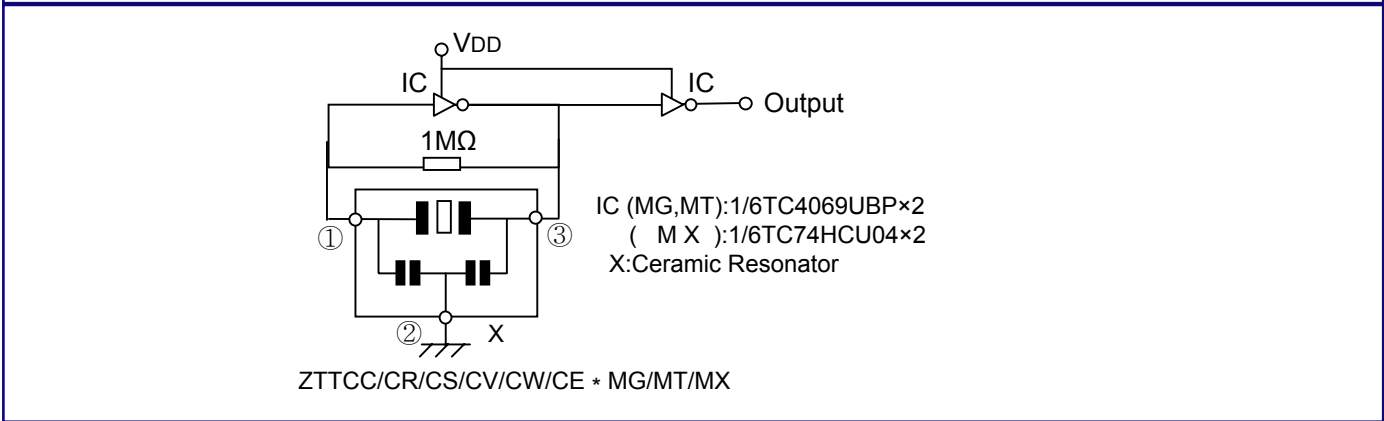 VDD
IC
IC
Output
1MΩ
IC (MG,MT):1/6TC4069UBP×2
( M X ):1/6TC74HCU04×2
X:Ceramic Resonator
①
③
②
X
ZTTCC/CR/CS/CV/CW/CE * MG/MT/MX